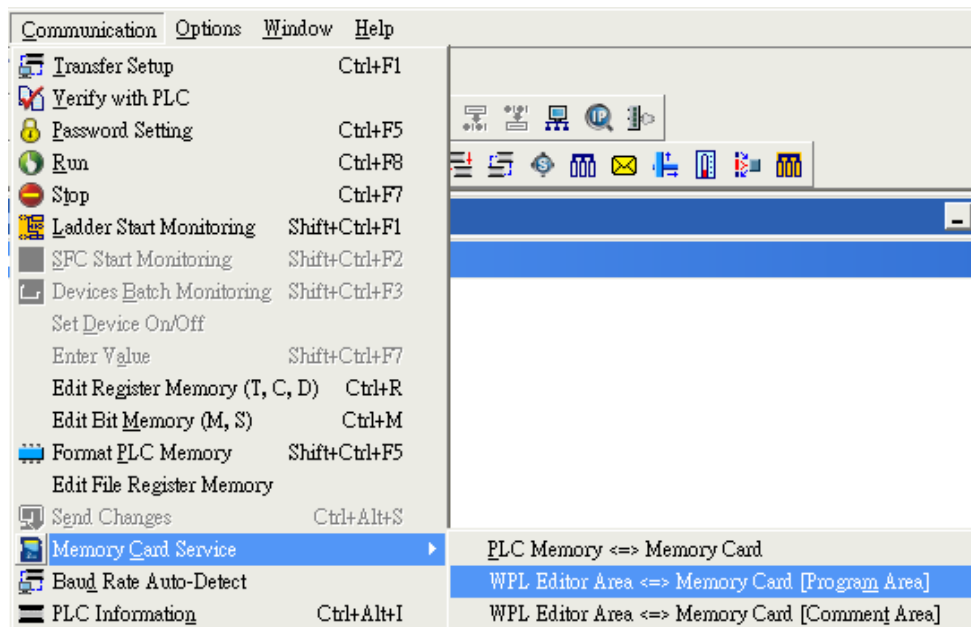 Communication Options Window Help
Transfer Setup Ctrl+F1
Verify with PLC
Password Setting Ctrl+F5
Run Ctrl+F8
Stop Ctrl+F7
Ladder Start Monitoring Shift+Ctrl+F1
SFC Start Monitoring Shift+Ctrl+F2
Devices Batch Monitoring Shift+Ctrl+F3
Set Device On/Off
Enter Value Shift+Ctrl+F7
Edit Register Memory (T, C, D) Ctrl+R
Edit Bit Memory (M, S) Ctrl+M
Format PLC Memory Shift+Ctrl+F5
Edit File Register Memory
Send Changes Ctrl+Alt+S
Memory Card Service PLC Memory <=> Memory Card
Baud Rate Auto-Detect WPL Editor Area <=> Memory Card [Program Area]
PLC Information Ctrl+Alt+I WPL Editor Area <=> Memory Card [Comment Area]